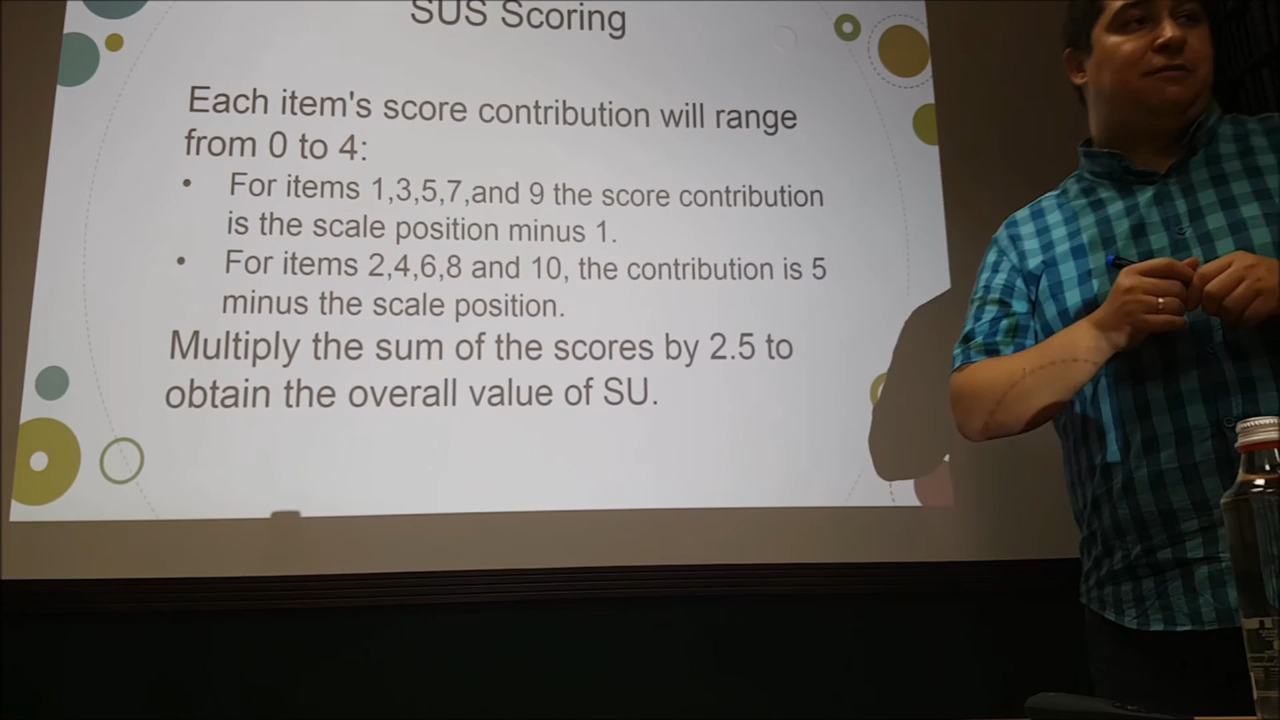 SUS Scoring
Each item's score contribution will range
from 0 to 4:
• For items 1,3,5,7,and 9 the score contribution
is the scale position minus 1.
• For items 2,4,6,8 and 10, the contribution is 5
minus the scale position.
Multiply the sum of the scores by 2.5 to
obtain the overall value of SU.